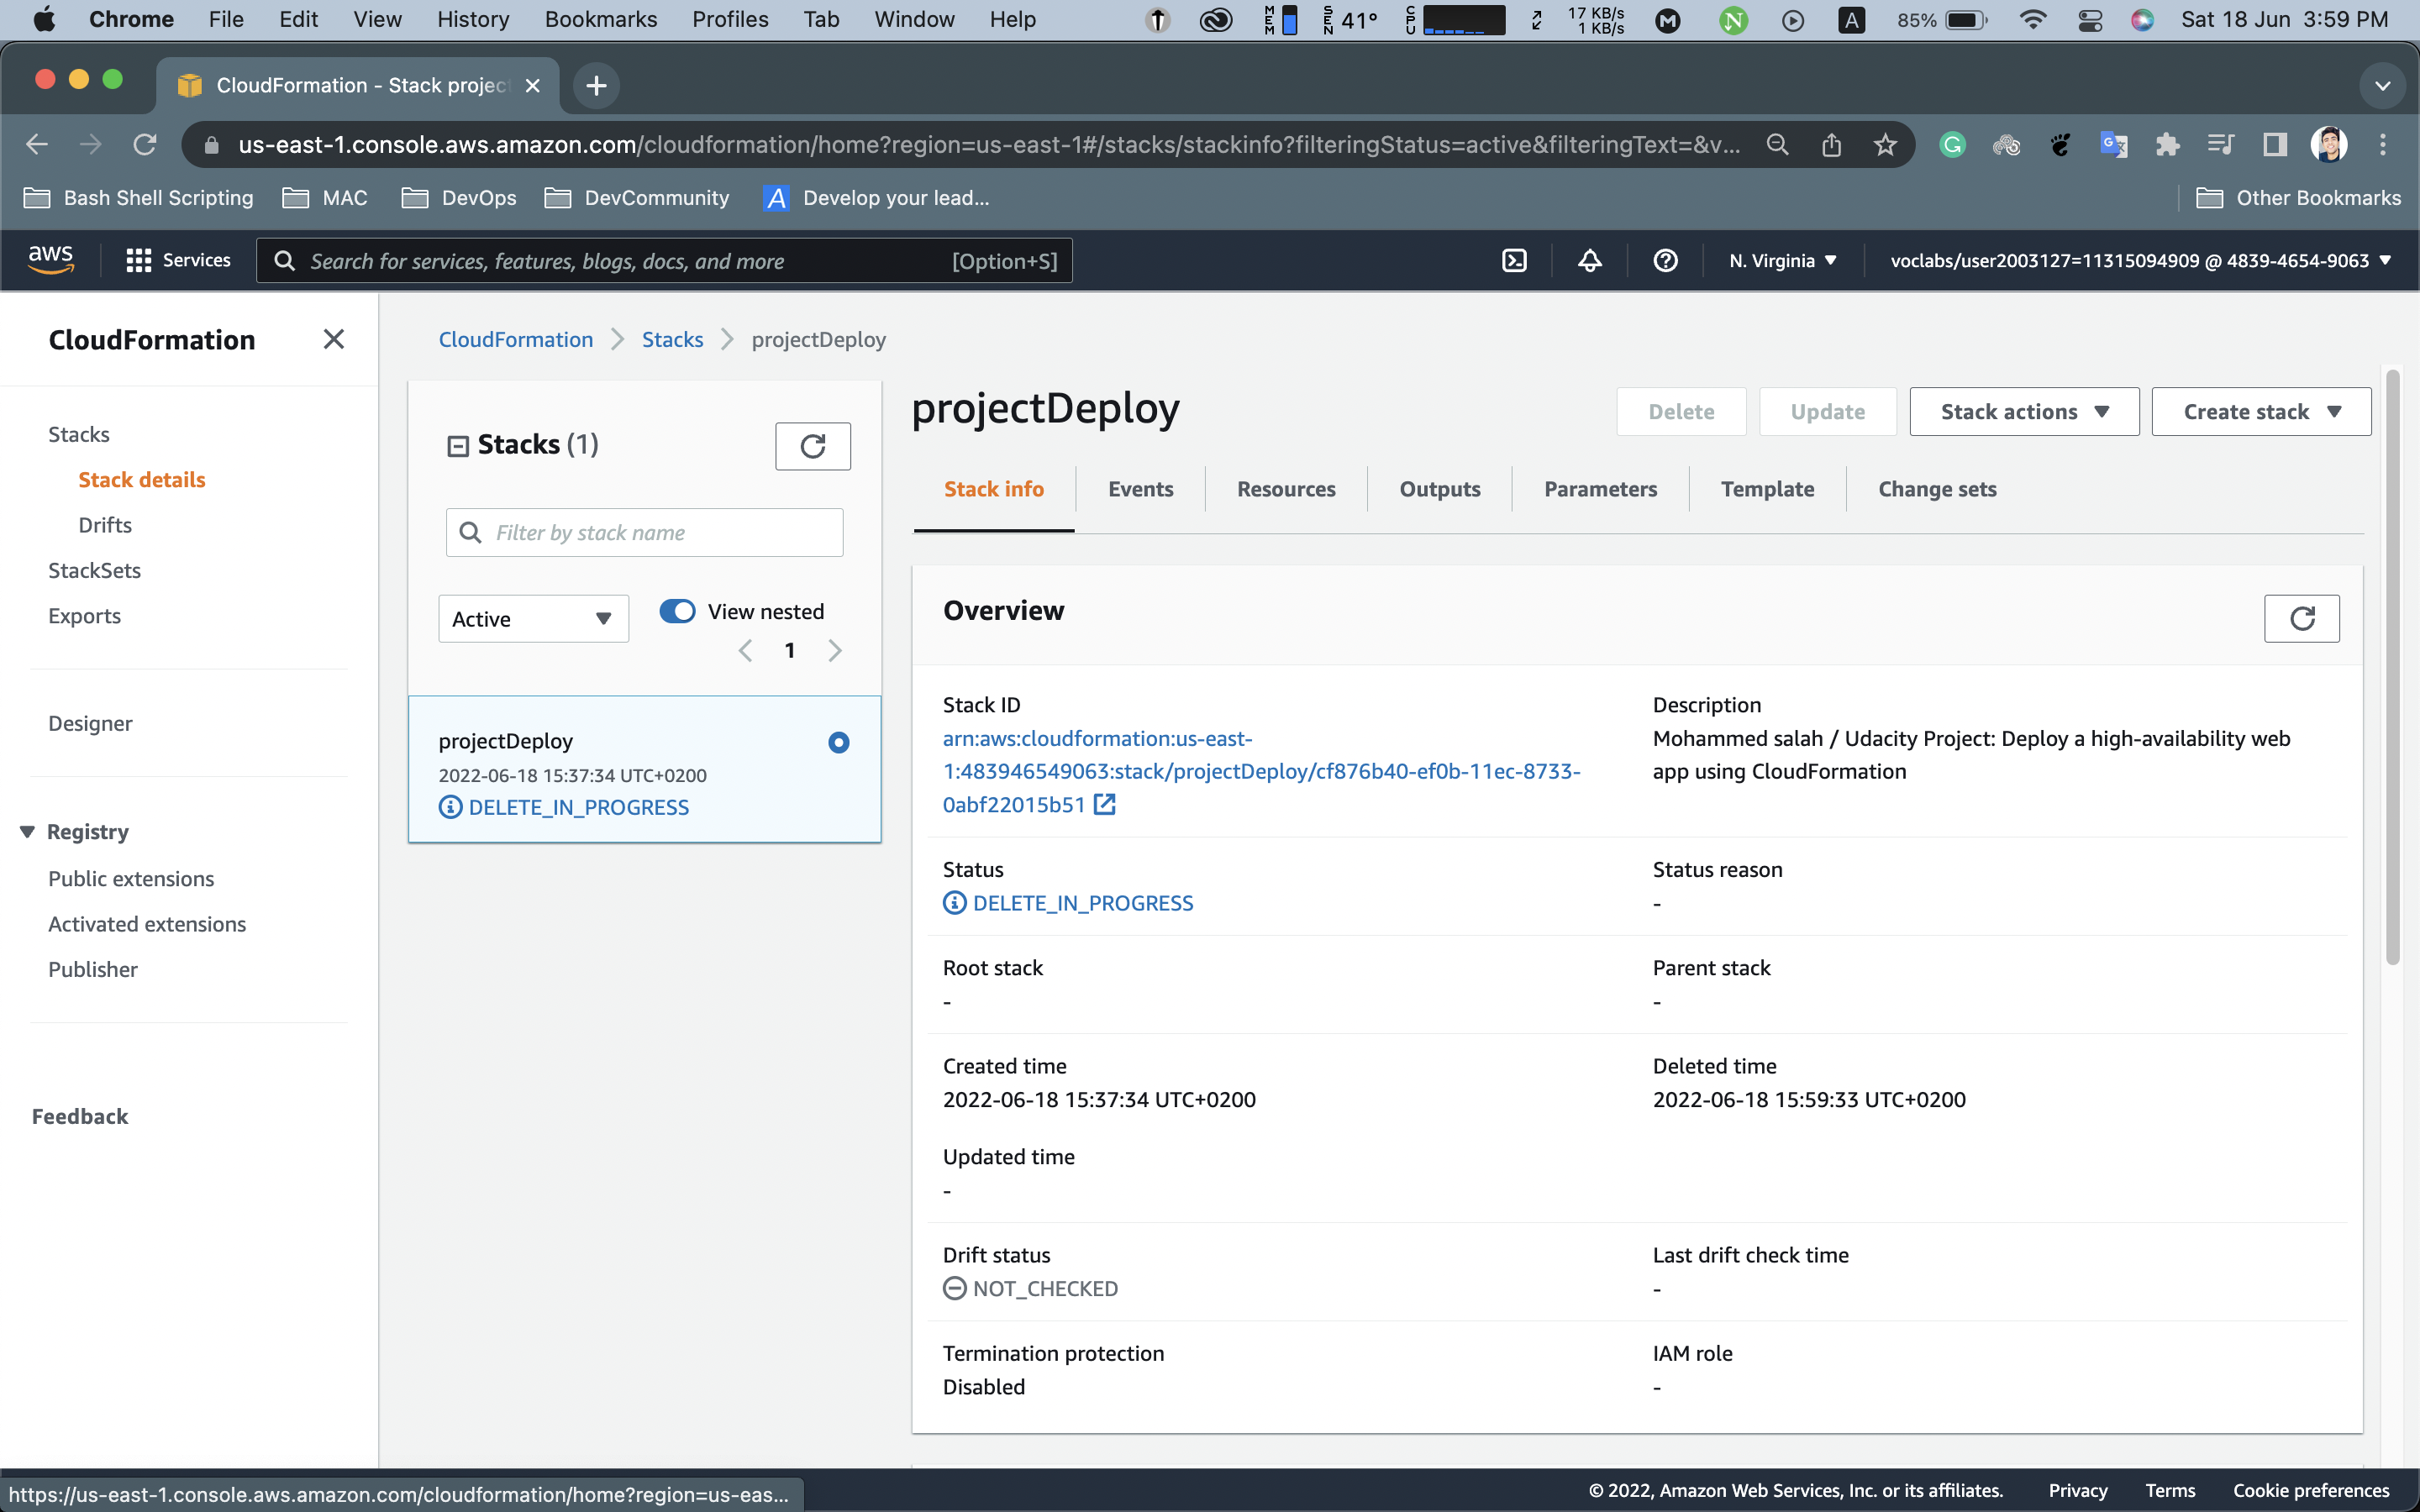 Chrome File Edit View History Bookmarks Profiles Tab Window Help
MEM SEN 41° CPU 17 KB/s 1 KB/s M N A 85% Sat 18 Jun 3:59 PM
CloudFormation - Stack projec
us-east-1.console.aws.amazon.com/cloudformation/home?region=us-east-1#/stacks/stackinfo?filteringStatus=active&filteringText=&v...
Bash Shell Scripting MAC DevOps DevCommunity A Develop your lead... Other Bookmarks
aws Services Search for services, features, blogs, docs, and more [Option+S] N. Virginia voclabs/user2003127=11315094909 @ 4839-4654-9063
CloudFormation
Stacks
Stack details
Drifts
StackSets
Exports
Designer
Registry
Public extensions
Activated extensions
Publisher
Feedback
CloudFormation Stacks projectDeploy
Stacks (1)
Filter by stack name
Active View nested
1
projectDeploy
2022-06-18 15:37:34 UTC+0200
DELETE_IN_PROGRESS
projectDeploy
Delete Update Stack actions Create stack
Stack info Events Resources Outputs Parameters Template Change sets
Overview
Stack ID
arn:aws:cloudformation:us-east-
1:483946549063:stack/projectDeploy/cf876b40-ef0b-11ec-8733-
0abf22015b51
Description
Mohammed salah / Udacity Project: Deploy a high-availability web
app using CloudFormation
Status
DELETE_IN_PROGRESS
Status reason
-
Root stack
-
Parent stack
-
Created time
2022-06-18 15:37:34 UTC+0200
Deleted time
2022-06-18 15:59:33 UTC+0200
Updated time
-
Drift status
NOT_CHECKED
Last drift check time
-
Termination protection
Disabled
IAM role
-
https://us-east-1.console.aws.amazon.com/cloudformation/home?region=us-eas...
© 2022, Amazon Web Services, Inc. or its affiliates. Privacy Terms Cookie preferences